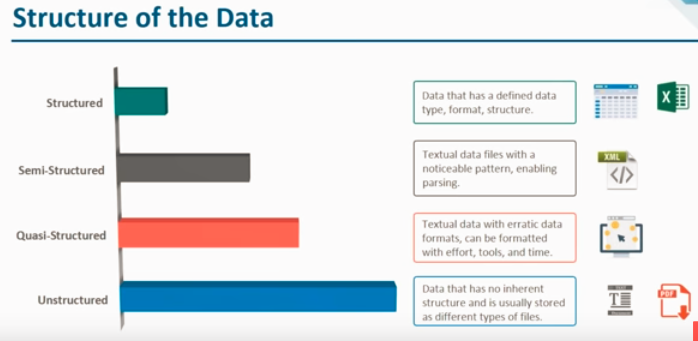 Structure of the Data
Structured
Data that has a defined data
type, format, structure.
X
Semi-Structured
Textual data files with a
noticeable pattern, enabling
parsing.
XML
</>
Quasi-Structured
Textual data with erratic data
formats, can be formatted
with effort, tools, and time.
Unstructured
Data that has no inherent
structure and is usually stored
as different types of files.
T
PDF